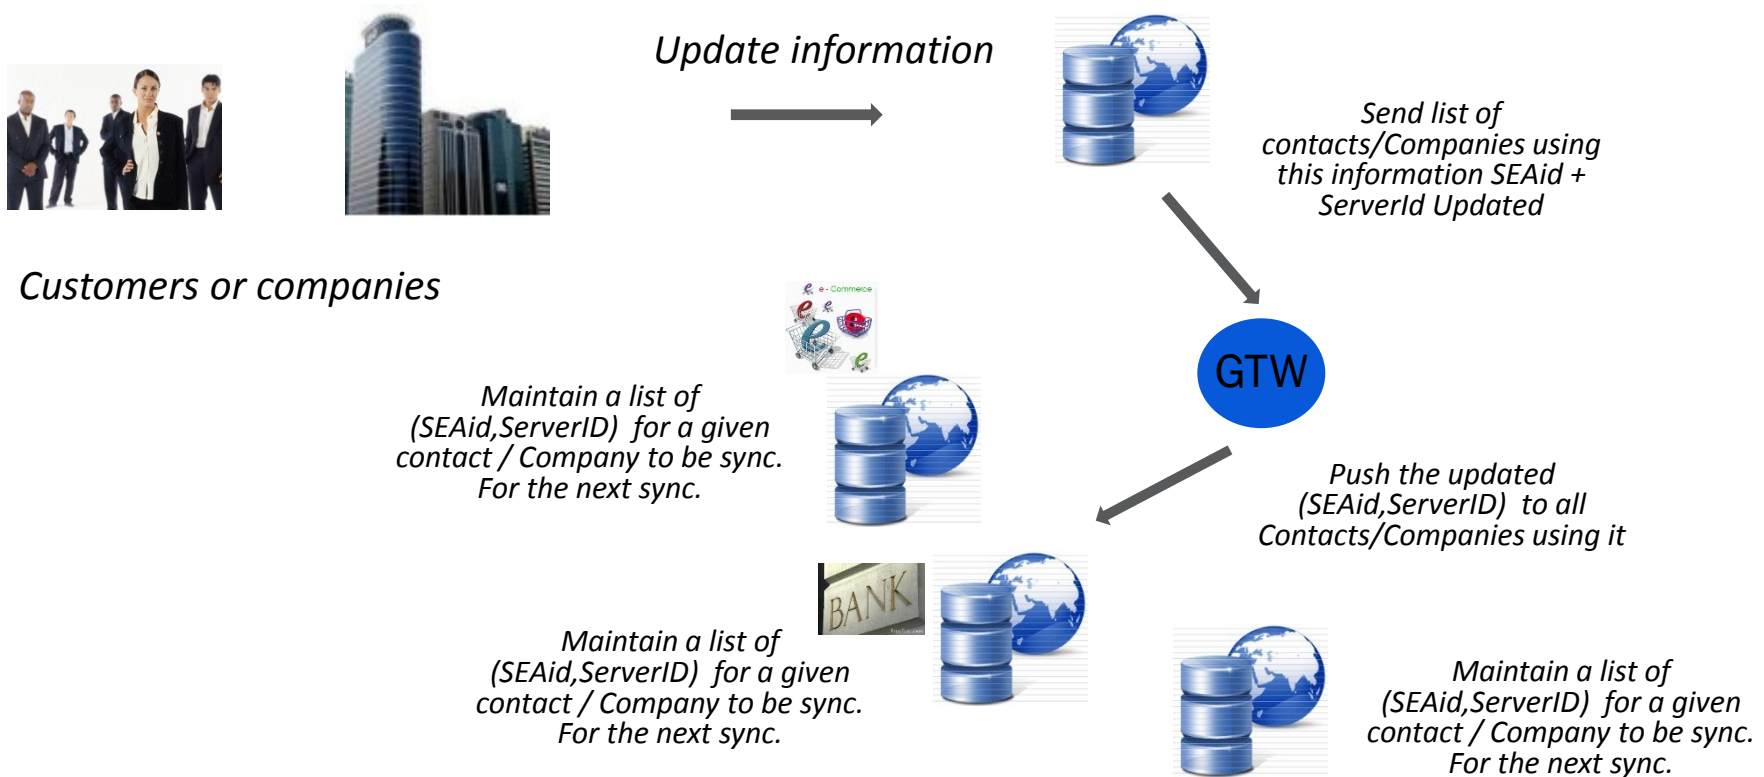 Update information
Send list of
contacts/Companies using
this information SEAid +
ServerId Updated
Customers or companies
e - Commerce
GTW
Maintain a list of
(SEAid,ServerID)  for a given
contact / Company to be sync.
For the next sync.
Push the updated
(SEAid,ServerID)  to all
Contacts/Companies using it
BANK
Maintain a list of
(SEAid,ServerID)  for a given
contact / Company to be sync.
For the next sync.
Maintain a list of
(SEAid,ServerID)  for a given
contact / Company to be sync.
For the next sync.